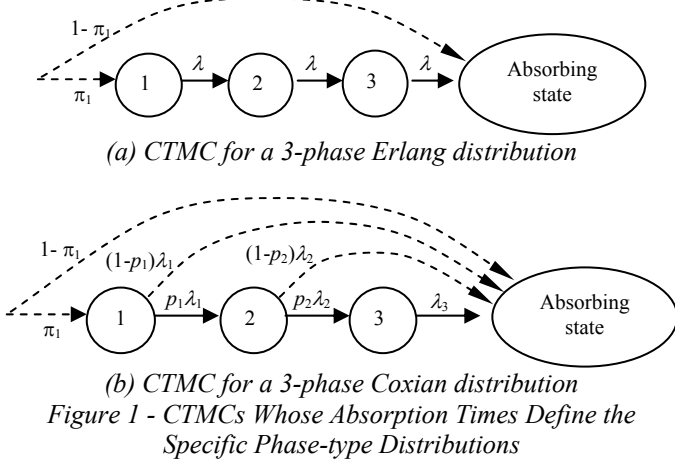 1- π₁
λ λ λ
1 2 3
Absorbing
state
π₁
(a) CTMC for a 3-phase Erlang distribution
1- π₁
(1-p₁)λ₁ (1-p₂)λ₂
p₁λ₁ p₂λ₂ λ₃
1 2 3
Absorbing
state
π₁
(b) CTMC for a 3-phase Coxian distribution
Figure 1 - CTMCs Whose Absorption Times Define the
Specific Phase-type Distributions